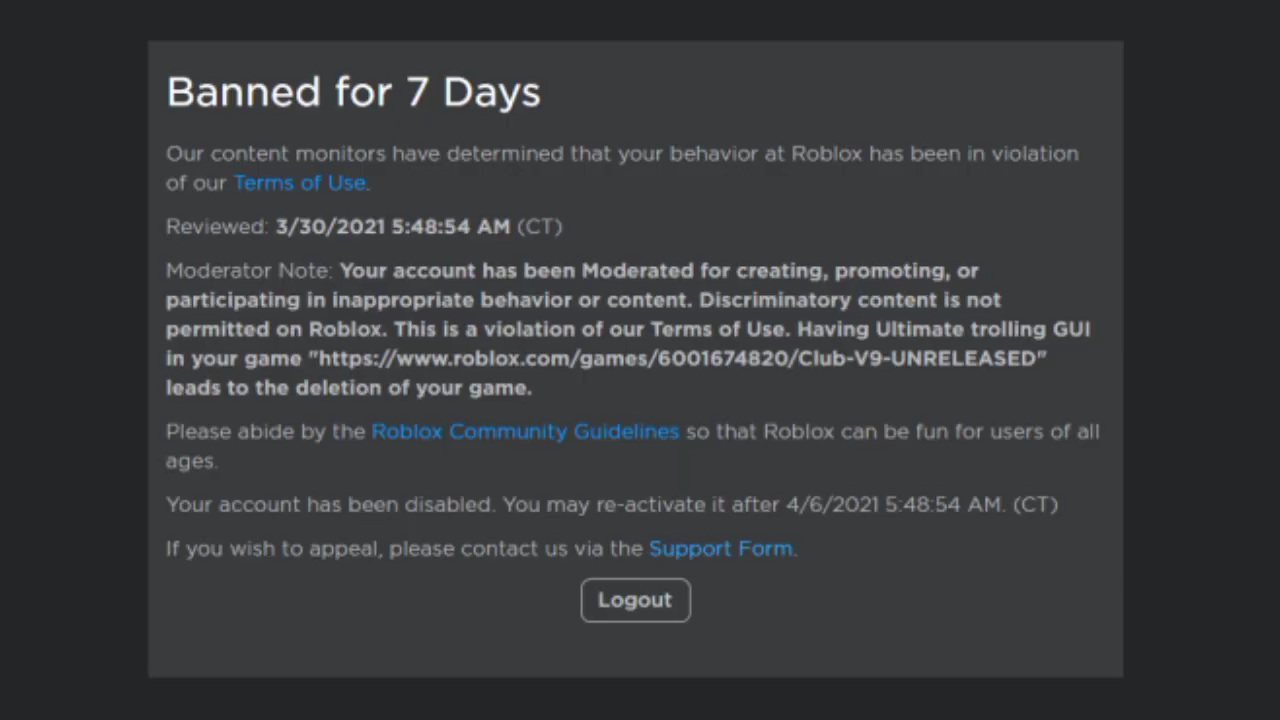 Banned for 7 Days
Our content monitors have determined that your behavior at Roblox has been in violation
of our Terms of Use.
Reviewed: 3/30/2021 5:48:54 AM (CT)
Moderator Note: Your account has been Moderated for creating, promoting, or
participating in inappropriate behavior or content. Discriminatory content is not
permitted on Roblox. This is a violation of our Terms of Use. Having Ultimate trolling GUI
in your game "https://www.roblox.com/games/6001674820/Club-V9-UNRELEASED"
leads to the deletion of your game.
Please abide by the Roblox Community Guidelines so that Roblox can be fun for users of all
ages.
Your account has been disabled. You may re-activate it after 4/6/2021 5:48:54 AM. (CT)
If you wish to appeal, please contact us via the Support Form.
Logout